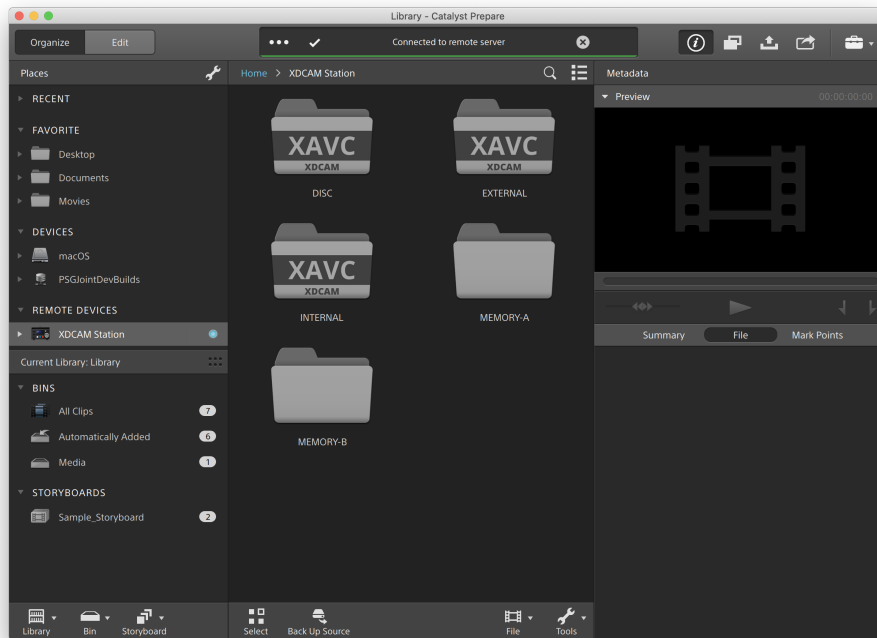 Library - Catalyst Prepare
Organize
Edit
Connected to remote server
Places
Home > XDCAM Station
Metadata
RECENT
Preview
00:00:00:00
FAVORITE
Desktop
Documents
Movies
XAVC
XDCAM
DISC
XAVC
XDCAM
EXTERNAL
DEVICES
macOS
PSGJointDevBuilds
XAVC
XDCAM
INTERNAL
MEMORY-A
REMOTE DEVICES
XDCAM Station
Summary
File
Mark Points
Current Library: Library
BINS
All Clips 7
Automatically Added 6
Media 1
MEMORY-B
STORYBOARDS
Sample_Storyboard 2
Library
Bin
Storyboard
Select
Back Up Source
File
Tools